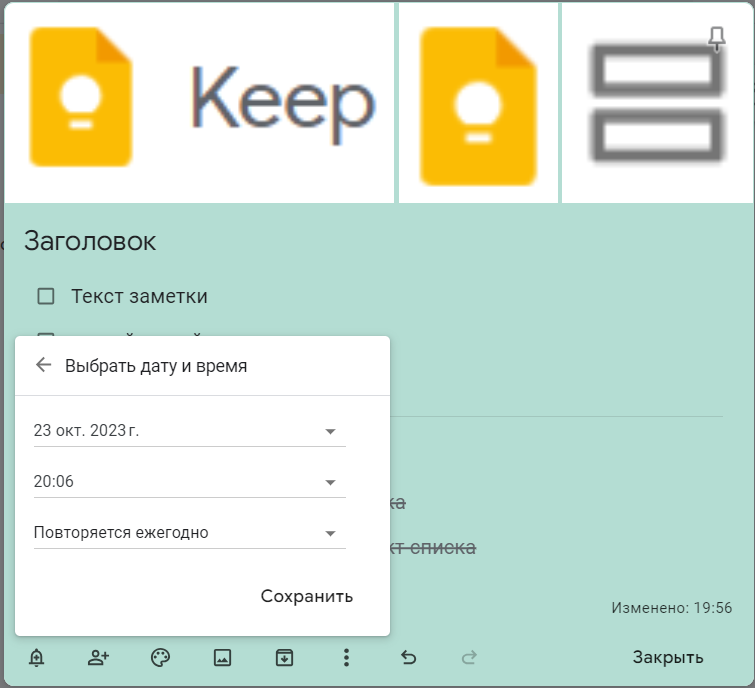 Keep
Заголовок
Текст заметки
Выбрать дату и время
23 окт. 2023 г.
20:06
Повторяется ежегодно
Сохранить
списка
Изменено: 19:56
Закрыть